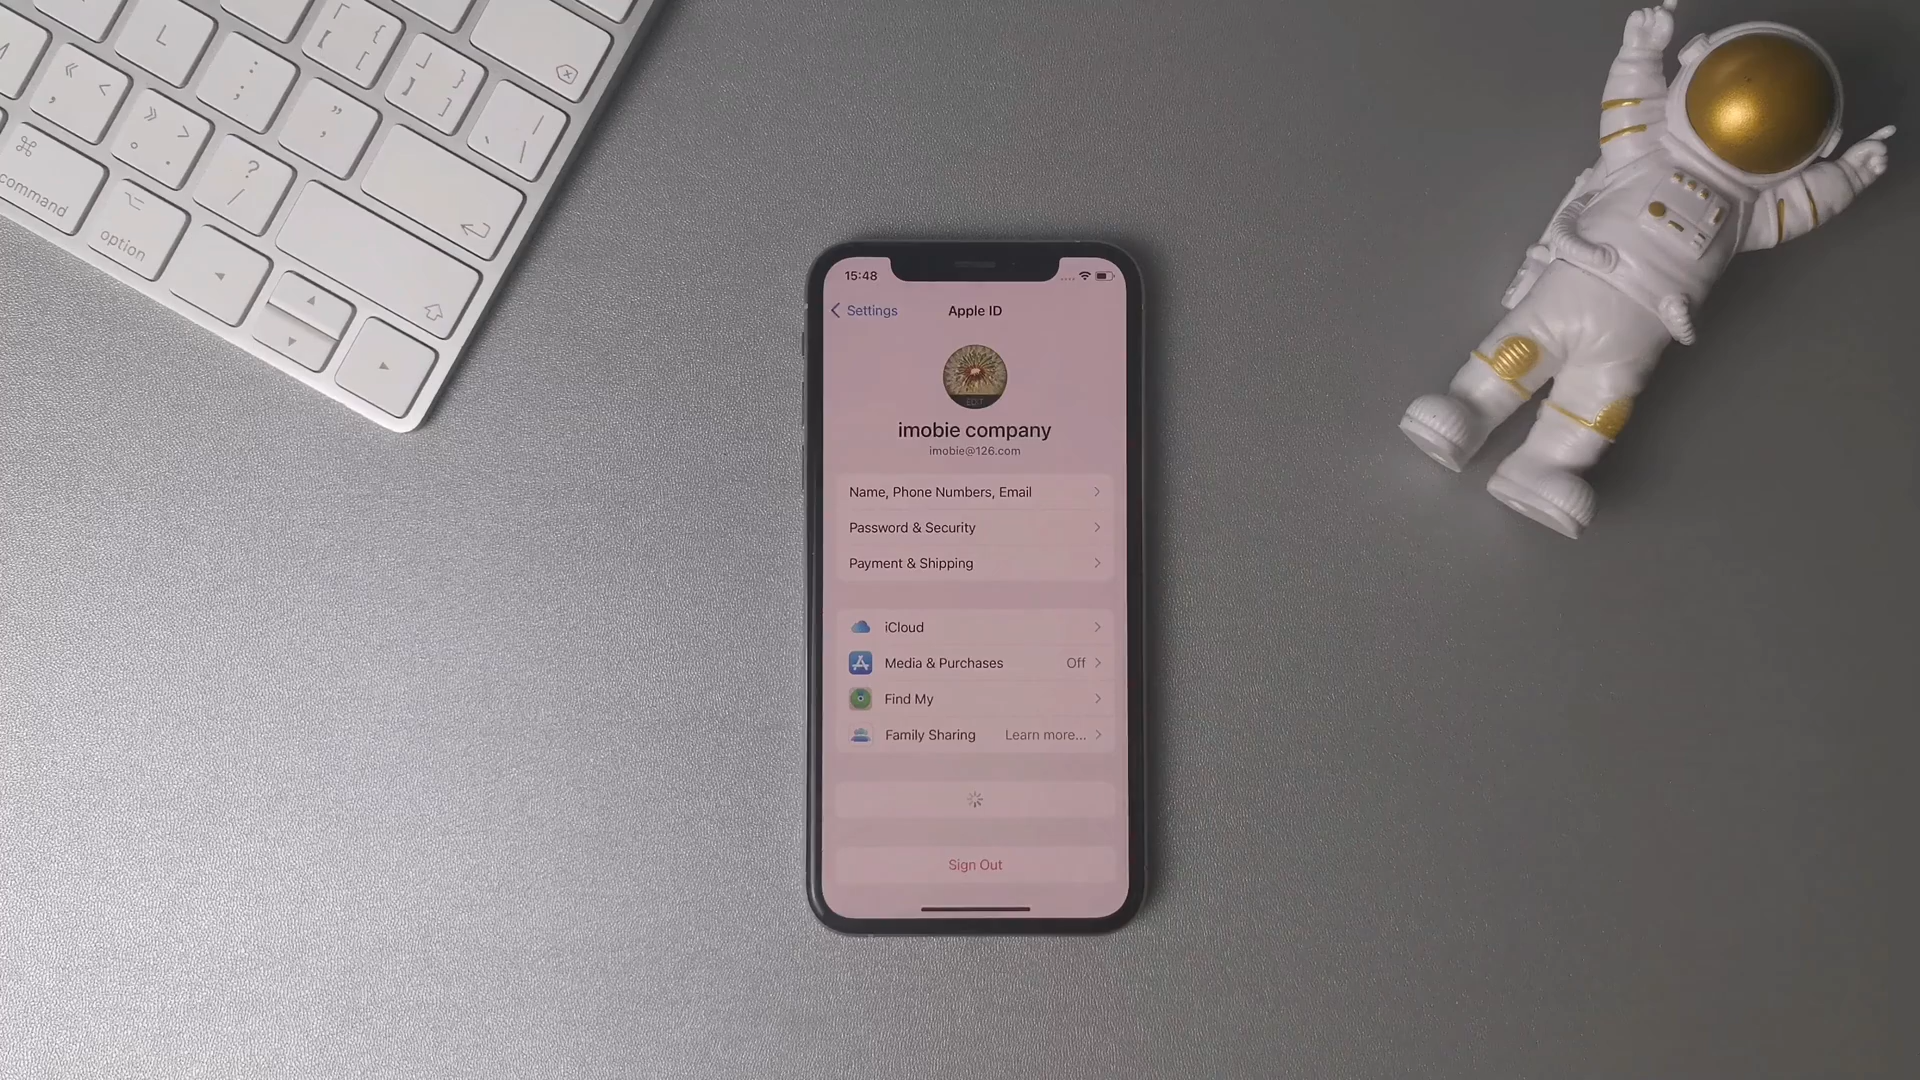 L
{
[
}
]
:
;
"
'
<
,
>
.
?
/
|
\
command
option
15:48
Settings
Apple ID
EDIT
imobie company
imobie@126.com
Name, Phone Numbers, Email
Password & Security
Payment & Shipping
iCloud
Media & Purchases Off
Find My
Family Sharing Learn more...
Sign Out